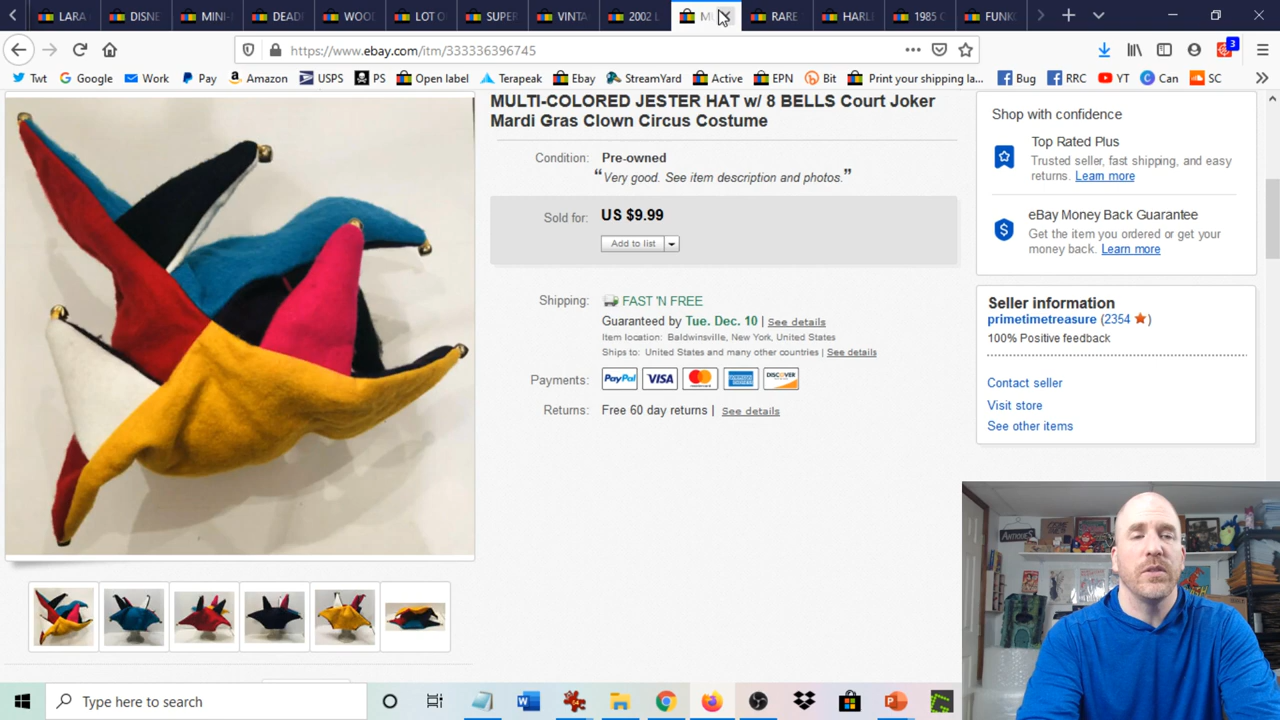 LARA
DISNE
MINI-
DEAD
WOO
LOT O
SUPER
VINTA
2002 L
RARE
HARL
1985 C
FUNK
https://www.ebay.com/itm/333336396745
3
Twt
Google
Work
Pay
Amazon
USPS
PS
Open label
Terapeak
Ebay
StreamYard
Active
EPN
Bit
Print your shipping la...
Bug
RRC
YT
Can
SC
MULTI-COLORED JESTER HAT w/ 8 BELLS Court Joker
Mardi Gras Clown Circus Costume
Condition: Pre-owned
“Very good. See item description and photos.”
Sold for: US $9.99
Add to list
Shipping: FAST 'N FREE
Guaranteed by Tue. Dec. 10 | See details
Item location: Baldwinsville, New York, United States
Ships to: United States and many other countries | See details
Payments: PayPal VISA DISCOVER
Returns: Free 60 day returns | See details
Shop with confidence
Top Rated Plus
Trusted seller, fast shipping, and easy
returns. Learn more
eBay Money Back Guarantee
Get the item you ordered or get your
money back. Learn more
Seller information
primetimetreasure (2354 )
100% Positive feedback
Contact seller
Visit store
See other items
ANTIQUES
Type here to search